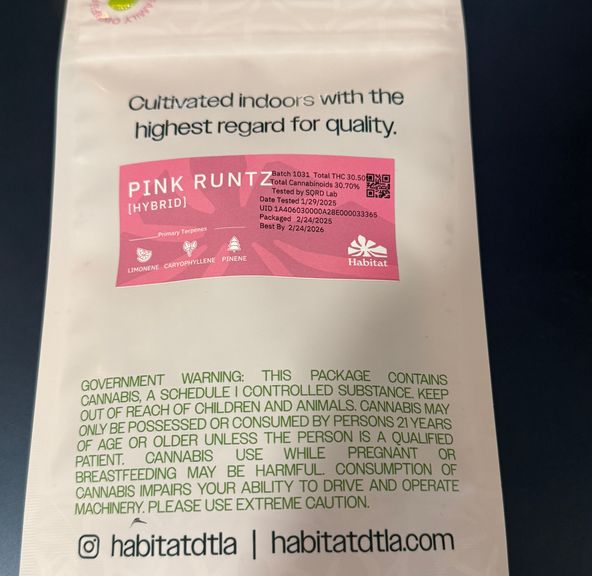 Cultivated indoors with the
highest regard for quality.
PINK RUNTZ
[HYBRID]
Primary Terpenes
LIMONENE CARYOPHYLLENE PINENE
Batch 1031 Total THC 30.50
Total Cannabinoids 30.70%
Tested by SQRD Lab
Date Tested 1/29/2025
UID 1A406030000A2BE000033365
Packaged 2/24/2025
Best By 2/24/2026
Habitat
GOVERNMENT WARNING: THIS PACKAGE CONTAINS
CANNABIS, A SCHEDULE I CONTROLLED SUBSTANCE. KEEP
OUT OF REACH OF CHILDREN AND ANIMALS. CANNABIS MAY
ONLY BE POSSESSED OR CONSUMED BY PERSONS 21 YEARS
OF AGE OR OLDER UNLESS THE PERSON IS A QUALIFIED
PATIENT. CANNABIS USE WHILE PREGNANT OR
BREASTFEEDING MAY BE HARMFUL. CONSUMPTION OF
CANNABIS IMPAIRS YOUR ABILITY TO DRIVE AND OPERATE
MACHINERY. PLEASE USE EXTREME CAUTION.
habitatdtla | habitatdtla.com